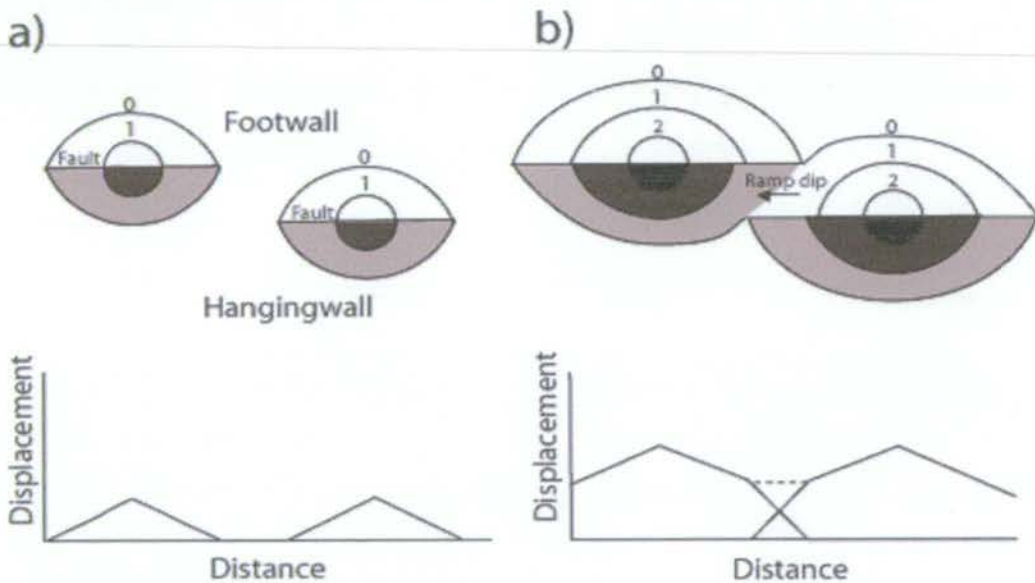 a)
0
1
Fault
Footwall
0
1
Fault
Hangingwall
Displacement
Distance
b)
0
1
2
Ramp dip
0
1
2
Displacement
Distance